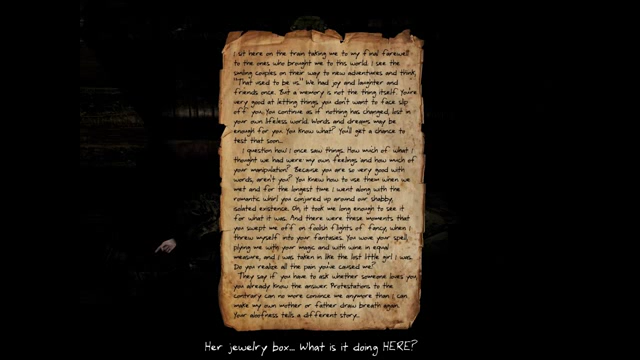 I sit here on the train taking me to my final farewell
to the ones who brought me to this world. I see the
smiling couples on their way to new adventures and think,
"That used to be us." We had joy and laughter and
friends once. But a memory is not the thing itself. You're
very good at letting things you don't want to face slip
off you. You continue as if nothing has changed, lost in
your own lifeless world. Words and dreams may be
enough for you. You know what? You'll get a chance to
test that soon...
I question how I once saw things. How much of what I
thought we had were my own feelings and how much of
your manipulation? Because you are so very good with
words, aren't you? You knew how to use them when we
met and for the longest time I went along with the
romantic whirl you conjured up around our shabby,
isolated existence. Oh, it took me long enough to see it
for what it was. And there were these moments that
you swept me off on foolish flights of fancy, when I
threw myself into your fantasies. You wove your spell,
plying me with your magic and with wine in equal
measure, and I was taken in like the lost little girl I was.
Do you realize all the pain you've caused me?
They say if you have to ask whether someone loves you,
you already know the answer. Protestations to the
contrary can no more convince me anymore than I can
make my own mother or father draw breath again.
Your aloofness tells a different story...
Her jewelry box... What is it doing HERE?